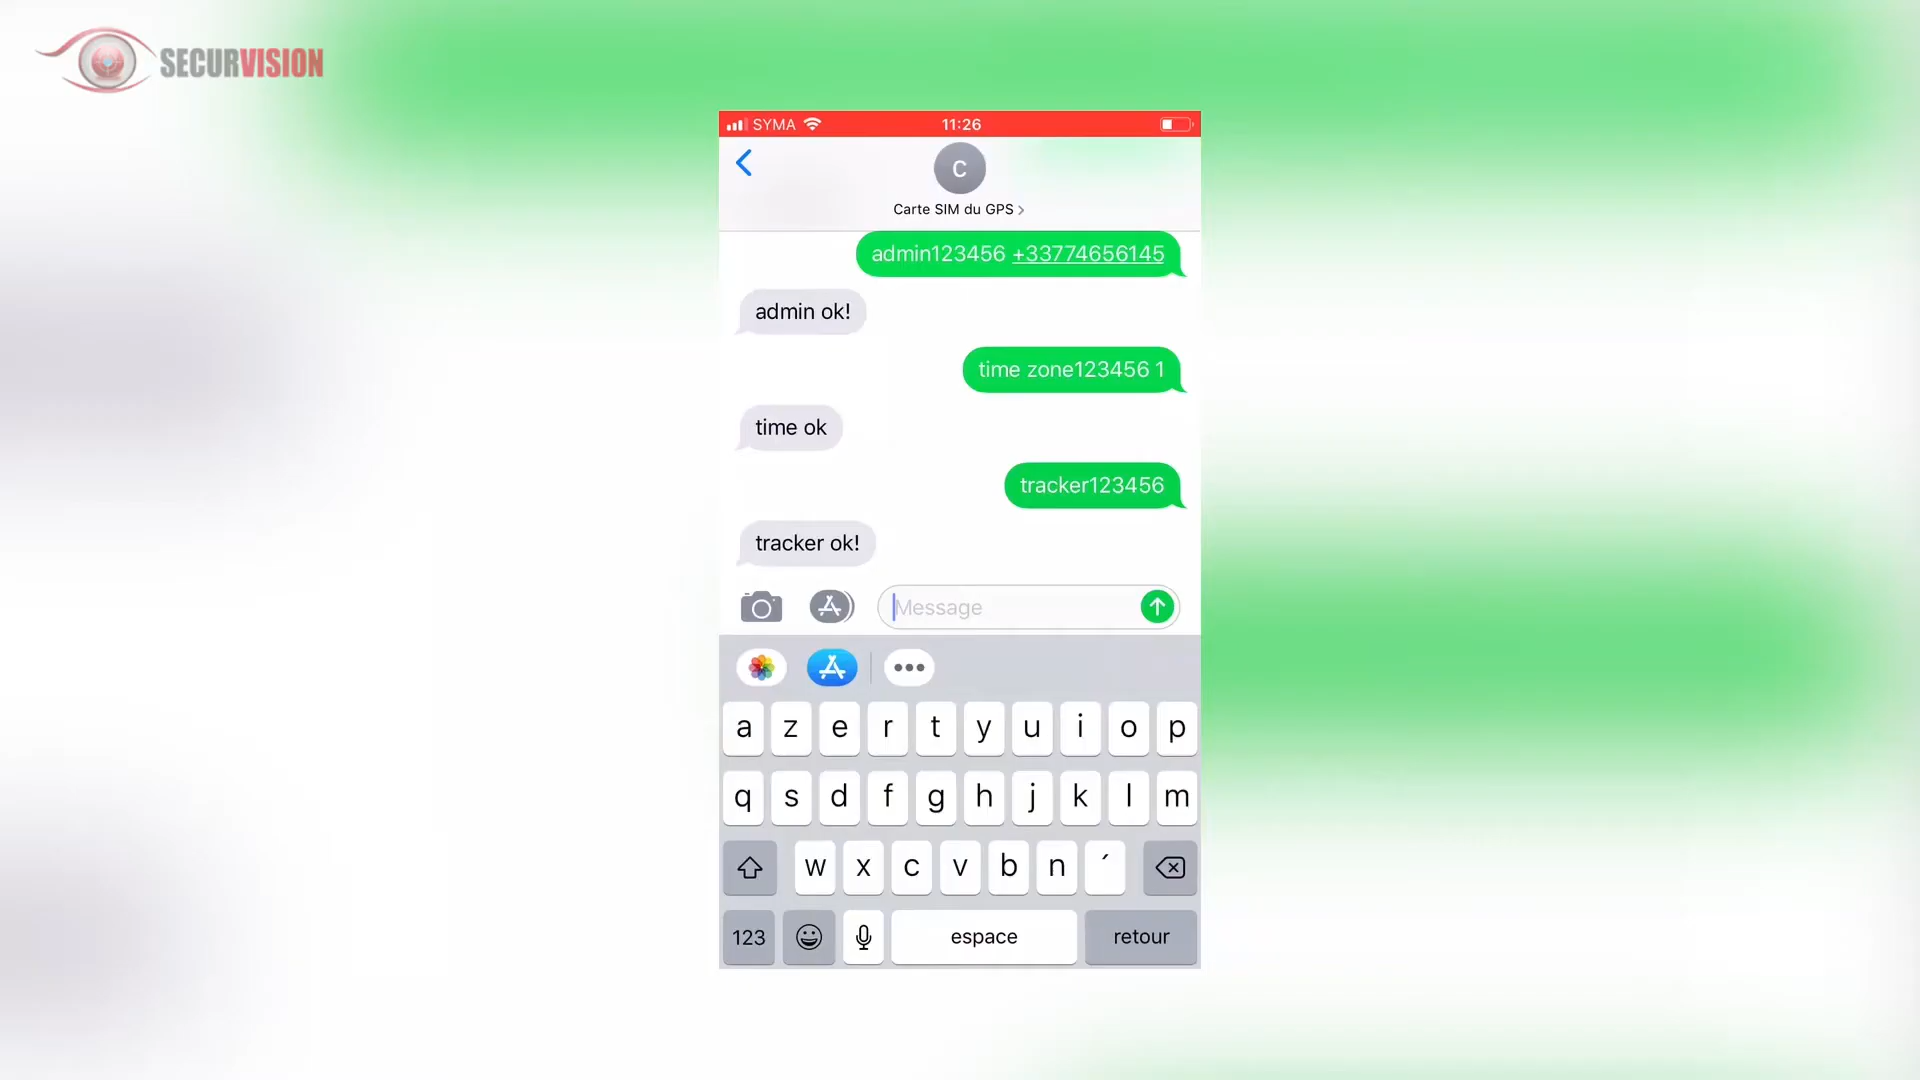 SECURVISION
SYMA 11:26
C
Carte SIM du GPS
admin123456 +33774656145
admin ok!
time zone123456 1
time ok
tracker123456
tracker ok!
Message
a z e r t y u i o p
q s d f g h j k l m
w x c v b n ´
123 espace retour